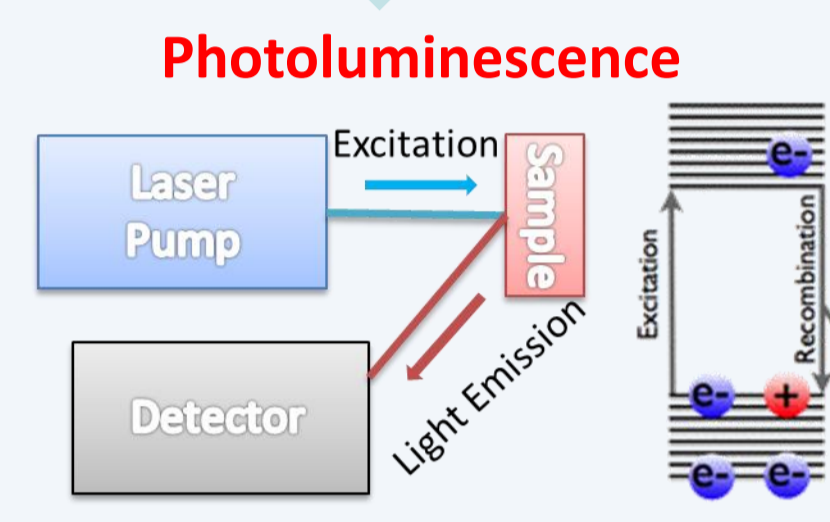 Photoluminescence
Laser
Pump
Excitation
Sample
Light Emission
Detector
e-
Excitation
Recombination
e-
+
e-
e-